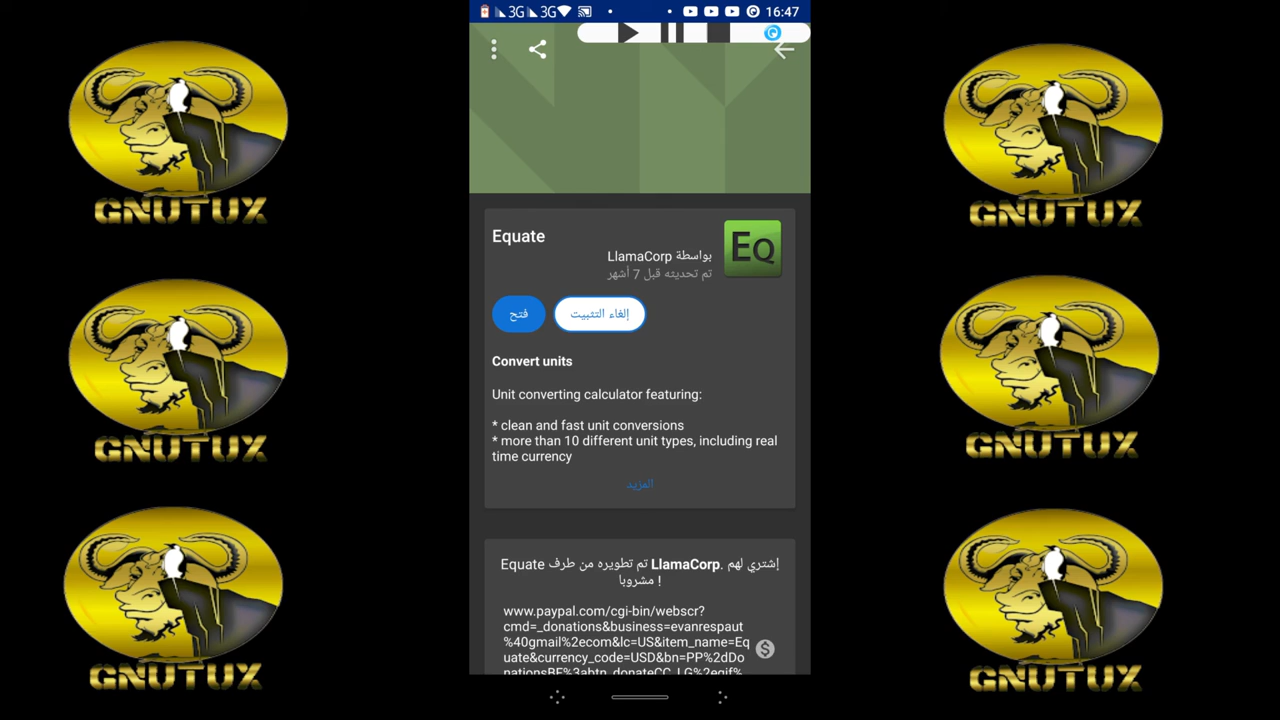 3G 3G 16:47
Equate
EQ
بواسطة LlamaCorp
تم تحديثه قبل 7 أشهر
إلغاء التثبيت
فتح
Convert units
Unit converting calculator featuring:
* clean and fast unit conversions
* more than 10 different unit types, including real
time currency
المزيد
Equate تم تطويره من طرف LlamaCorp. إشتري لهم
مشروبا !
www.paypal.com/cgi-bin/webscr?
cmd=_donations&business=evanrespaut
%40gmail%2ecom&lc=US&item_name=Eq
uate&currency_code=USD&bn=PP%2dDo
GNUTUX
GNUTUX
GNUTUX
GNUTUX
GNUTUX
GNUTUX